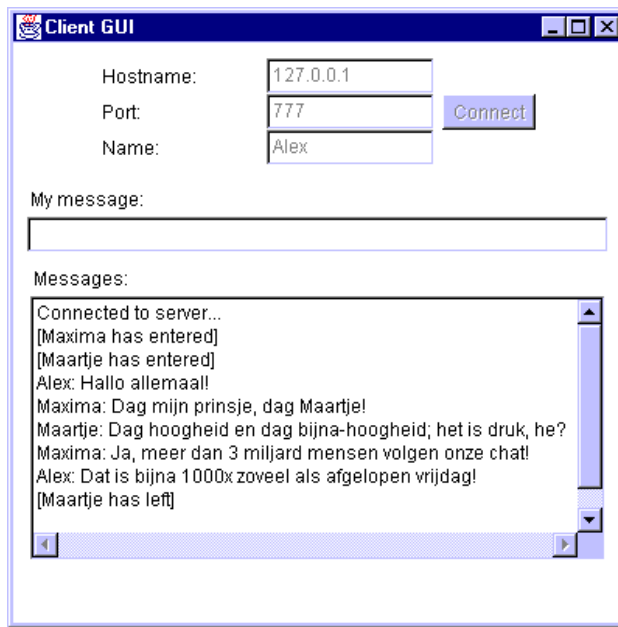 Client GUI
Hostname: 127.0.0.1
Port: 777 Connect
Name: Alex
My message:
Messages:
Connected to server...
[Maxima has entered]
[Maartje has entered]
Alex: Hallo allemaal!
Maxima: Dag mijn prinsje, dag Maartje!
Maartje: Dag hoogheid en dag bijna-hoogheid; het is druk, he?
Maxima: Ja, meer dan 3 miljard mensen volgen onze chat!
Alex: Dat is bijna 1000x zoveel als afgelopen vrijdag!
[Maartje has left]